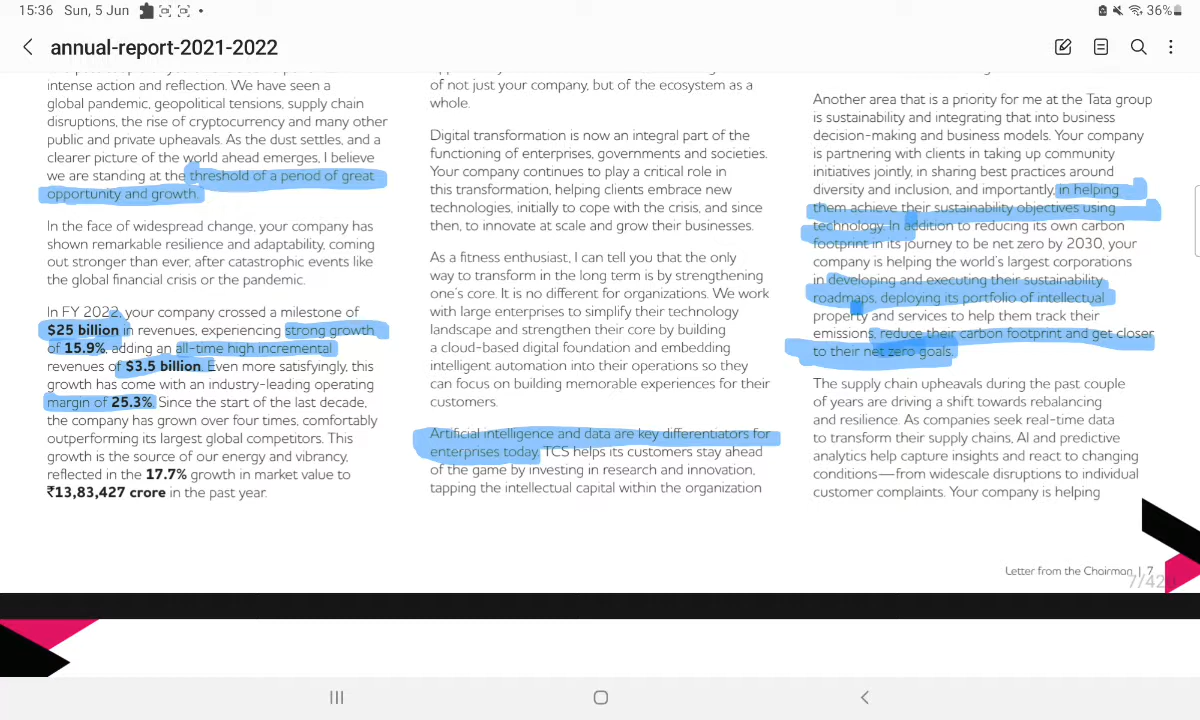 15:36 Sun, 5 Jun
36%
annual-report-2021-2022
intense action and reflection. We have seen a
global pandemic, geopolitical tensions, supply chain
disruptions, the rise of cryptocurrency and many other
public and private upheavals. As the dust settles, and a
clearer picture of the world ahead emerges, I believe
we are standing at the threshold of a period of great
opportunity and growth.
In the face of widespread change, your company has
shown remarkable resilience and adaptability, coming
out stronger than ever, after catastrophic events like
the global financial crisis or the pandemic.
In FY 2022, your company crossed a milestone of
$25 billion in revenues, experiencing strong growth
of 15.9%, adding an all-time high incremental
revenues of $3.5 billion. Even more satisfyingly, this
growth has come with an industry-leading operating
margin of 25.3%. Since the start of the last decade,
the company has grown over four times, comfortably
outperforming its largest global competitors. This
growth is the source of our energy and vibrancy,
reflected in the 17.7% growth in market value to
₹13,83,427 crore in the past year.
of not just your company, but of the ecosystem as a
whole.
Digital transformation is now an integral part of the
functioning of enterprises, governments and societies.
Your company continues to play a critical role in
this transformation, helping clients embrace new
technologies, initially to cope with the crisis, and since
then, to innovate at scale and grow their businesses.
As a fitness enthusiast, I can tell you that the only
way to transform in the long term is by strengthening
one's core. It is no different for organizations. We work
with large enterprises to simplify their technology
landscape and strengthen their core by building
a cloud-based digital foundation and embedding
intelligent automation into their operations so they
can focus on building memorable experiences for their
customers.
Artificial intelligence and data are key differentiators for
enterprises today. TCS helps its customers stay ahead
of the game by investing in research and innovation,
tapping the intellectual capital within the organization
Another area that is a priority for me at the Tata group
is sustainability and integrating that into business
decision-making and business models. Your company
is partnering with clients in taking up community
initiatives jointly, in sharing best practices around
diversity and inclusion, and importantly, in helping
them achieve their sustainability objectives using
technology. In addition to reducing its own carbon
footprint in its journey to be net zero by 2030, your
company is helping the world's largest corporations
in developing and executing their sustainability
roadmaps, deploying its portfolio of intellectual
property and services to help them track their
emissions, reduce their carbon footprint and get closer
to their net zero goals.
The supply chain upheavals during the past couple
of years are driving a shift towards rebalancing
and resilience. As companies seek real-time data
to transform their supply chains, AI and predictive
analytics help capture insights and react to changing
conditions—from widescale disruptions to individual
customer complaints. Your company is helping
Letter from the Chairman | 7